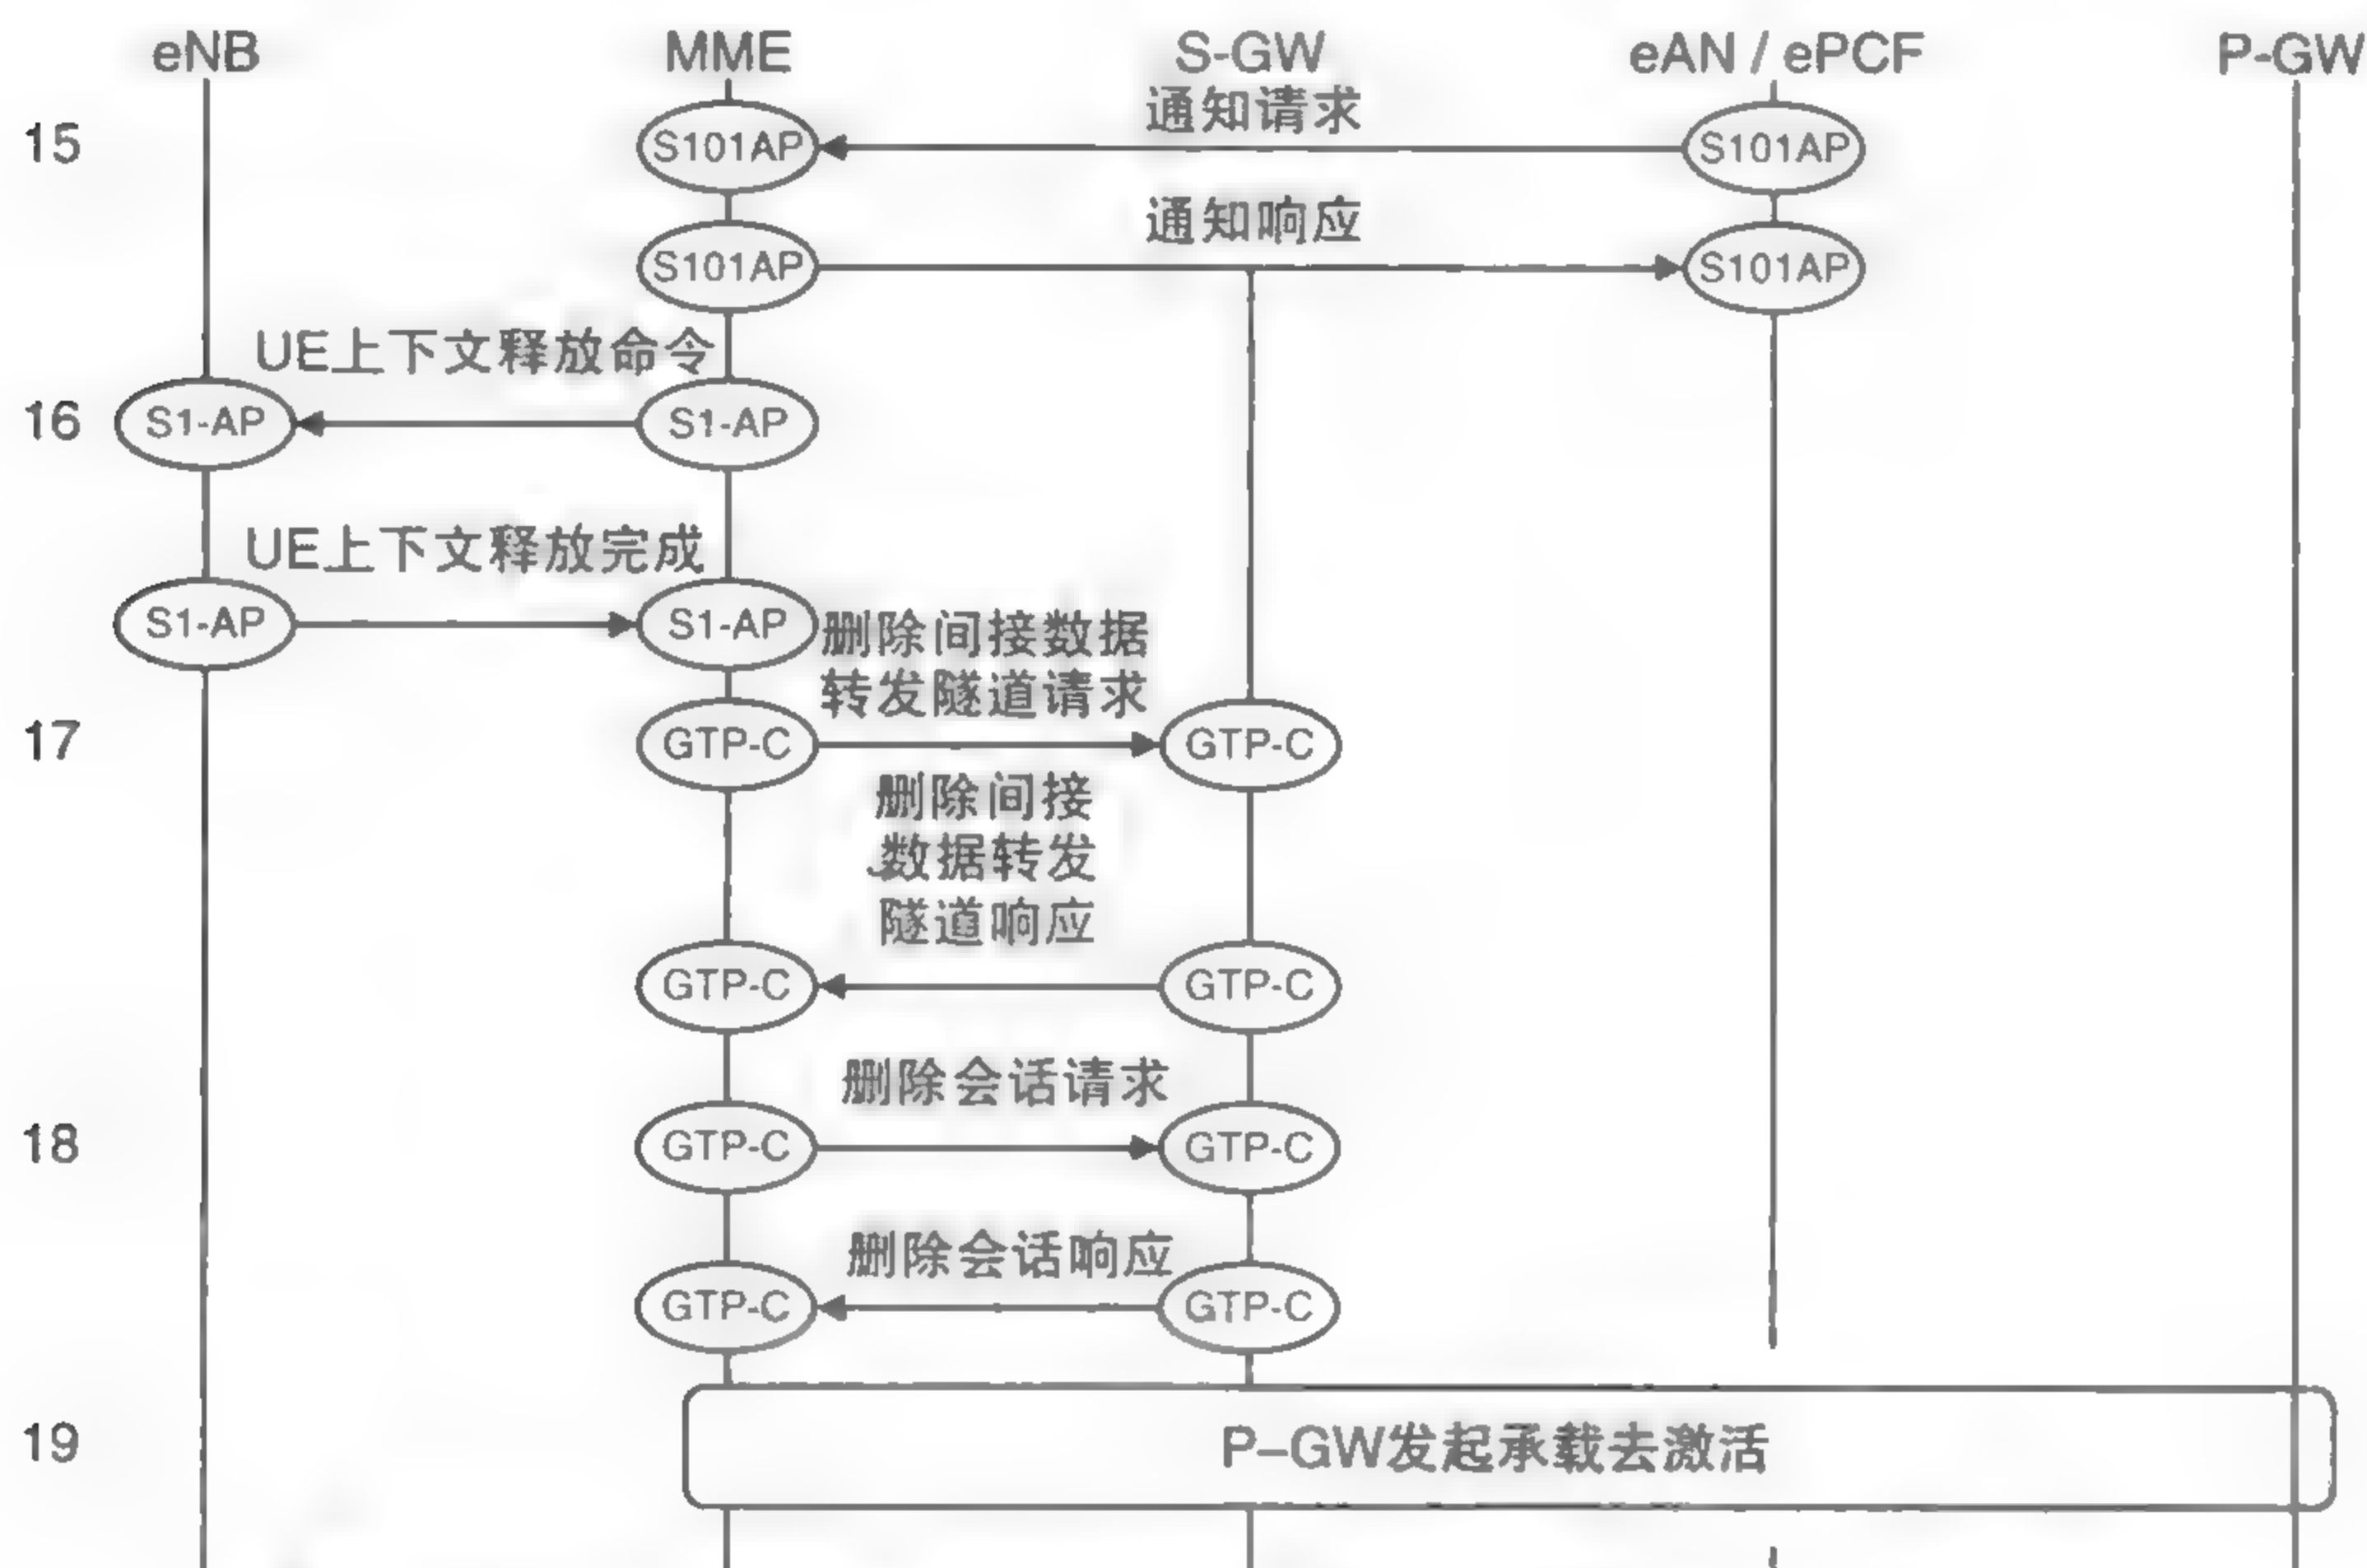 eNB MME S-GW eAN / ePCF P-GW
通知请求
15 S101AP S101AP
通知响应
S101AP S101AP
UE上下文释放命令
16 S1-AP S1-AP
UE上下文释放完成
S1-AP S1-AP
删除间接数据
转发隧道请求
17 GTP-C GTP-C
删除间接
数据转发
隧道响应
GTP-C GTP-C
删除会话请求
18 GTP-C GTP-C
删除会话响应
GTP-C GTP-C
19 P–GW发起承载去激活